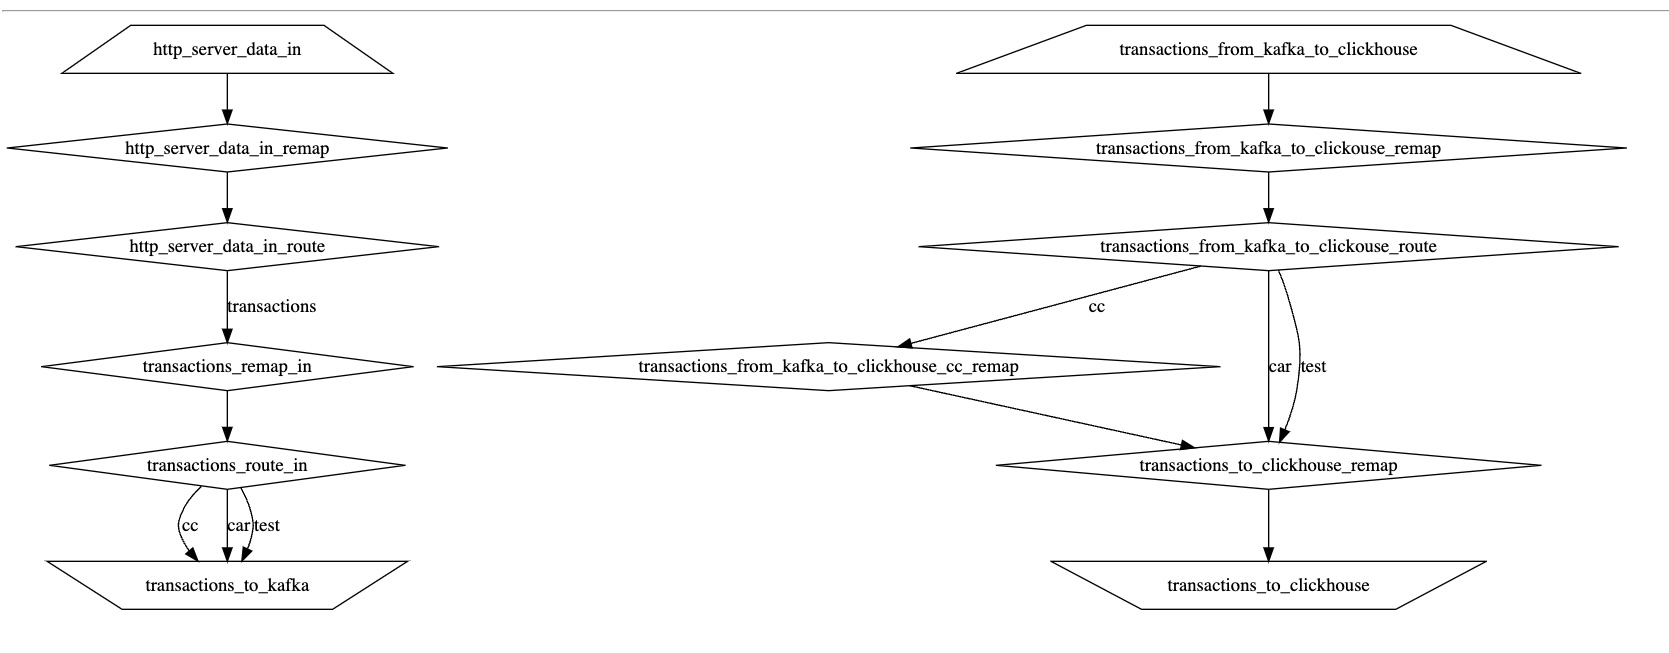 http_server_data_in
http_server_data_in_remap
http_server_data_in_route
transactions
transactions_remap_in
transactions_route_in
cc
car
test
transactions_to_kafka
transactions_from_kafka_to_clickhouse
transactions_from_kafka_to_clickouse_remap
transactions_from_kafka_to_clickouse_route
cc
transactions_from_kafka_to_clickhouse_cc_remap
car
test
transactions_to_clickhouse_remap
transactions_to_clickhouse